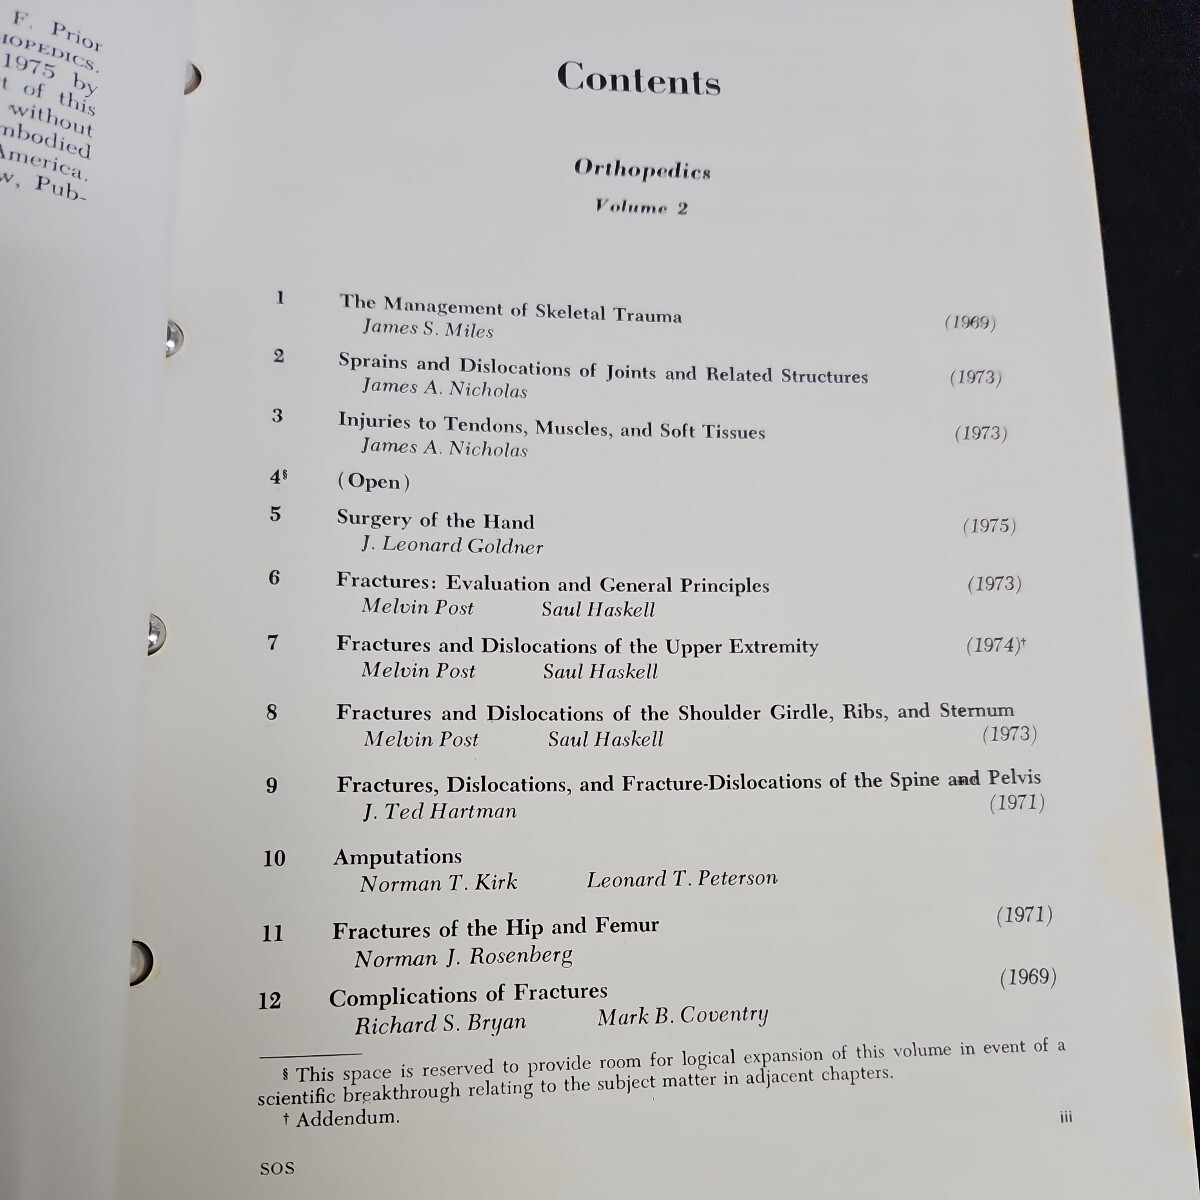 F. Prior
HOPEDICS.
1975 by
t of this
without
mbodied
America.
w, Pub-
Contents
Orthopedics
Volume 2
1 The Management of Skeletal Trauma (1969)
James S. Miles
2 Sprains and Dislocations of Joints and Related Structures (1973)
James A. Nicholas
3 Injuries to Tendons, Muscles, and Soft Tissues (1973)
James A. Nicholas
4§ (Open)
5 Surgery of the Hand (1975)
J. Leonard Goldner
6 Fractures: Evaluation and General Principles (1973)
Melvin Post Saul Haskell
7 Fractures and Dislocations of the Upper Extremity (1974)†
Melvin Post Saul Haskell
8 Fractures and Dislocations of the Shoulder Girdle, Ribs, and Sternum
Melvin Post Saul Haskell (1973)
9 Fractures, Dislocations, and Fracture-Dislocations of the Spine and Pelvis
J. Ted Hartman (1971)
10 Amputations
Norman T. Kirk Leonard T. Peterson
11 Fractures of the Hip and Femur (1971)
Norman J. Rosenberg
12 Complications of Fractures (1969)
Richard S. Bryan Mark B. Coventry
§ This space is reserved to provide room for logical expansion of this volume in event of a
scientific breakthrough relating to the subject matter in adjacent chapters.
† Addendum.
iii
SOS